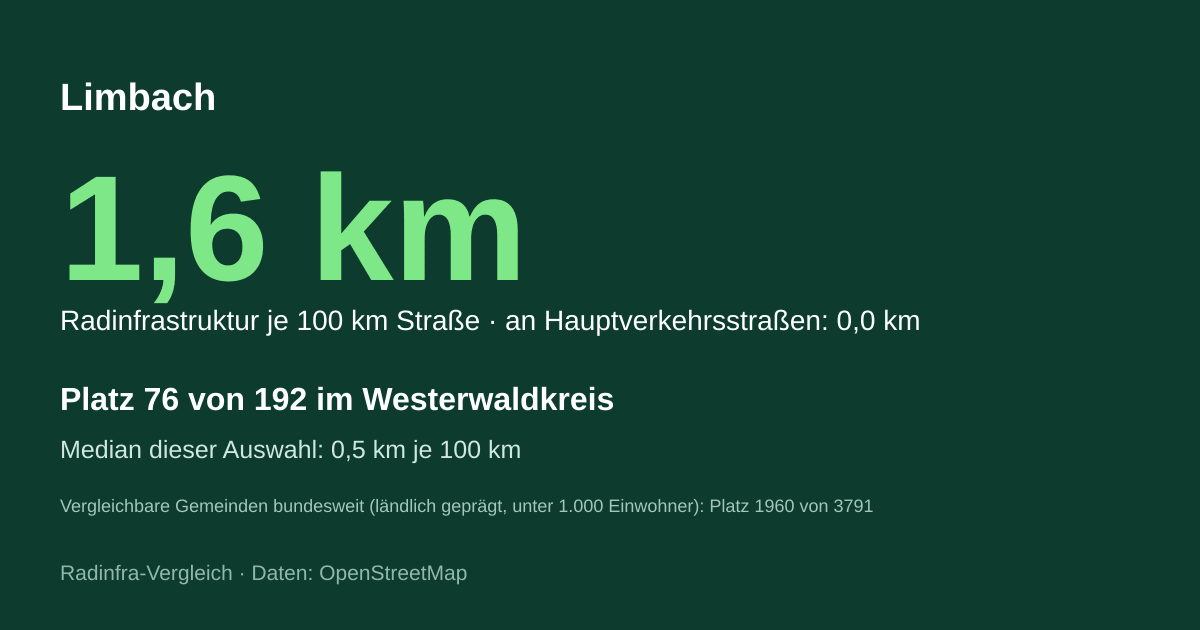 Limbach
1,6 km
Radinfrastruktur je 100 km Straße · an Hauptverkehrsstraßen: 0,0 km
Platz 76 von 192 im Westerwaldkreis
Median dieser Auswahl: 0,5 km je 100 km
Vergleichbare Gemeinden bundesweit (ländlich geprägt, unter 1.000 Einwohner): Platz 1960 von 3791
Radinfra-Vergleich · Daten: OpenStreetMap